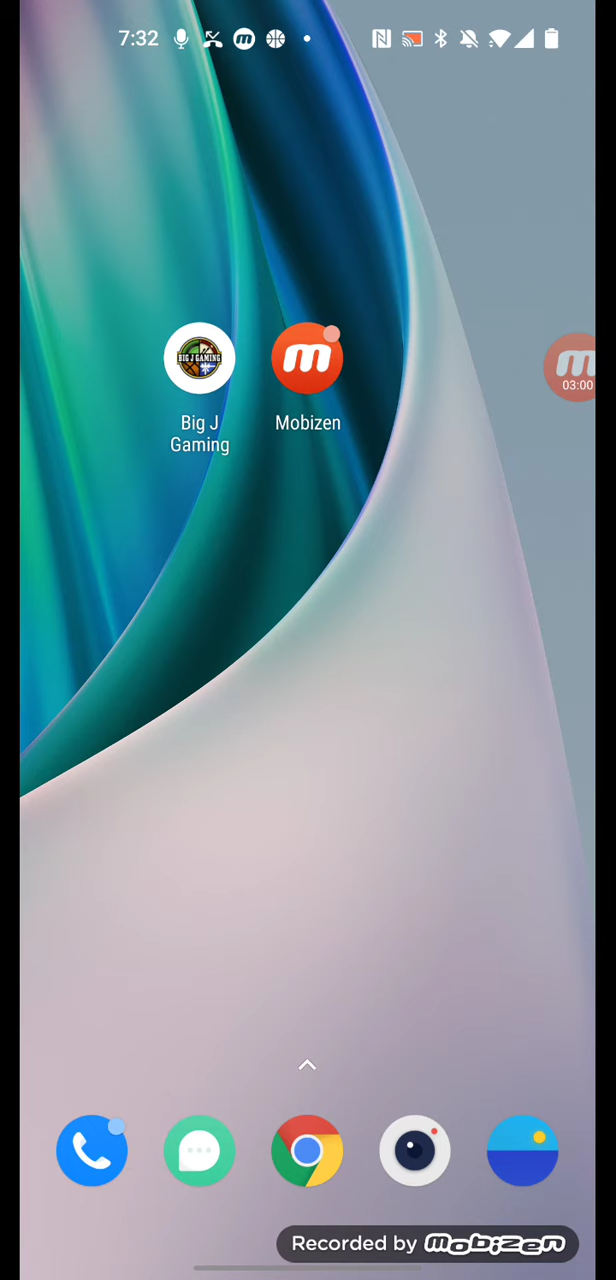 7:32
BIG J GAMING
03:00
Big J
Gaming
Mobizen
Recorded by mobizen